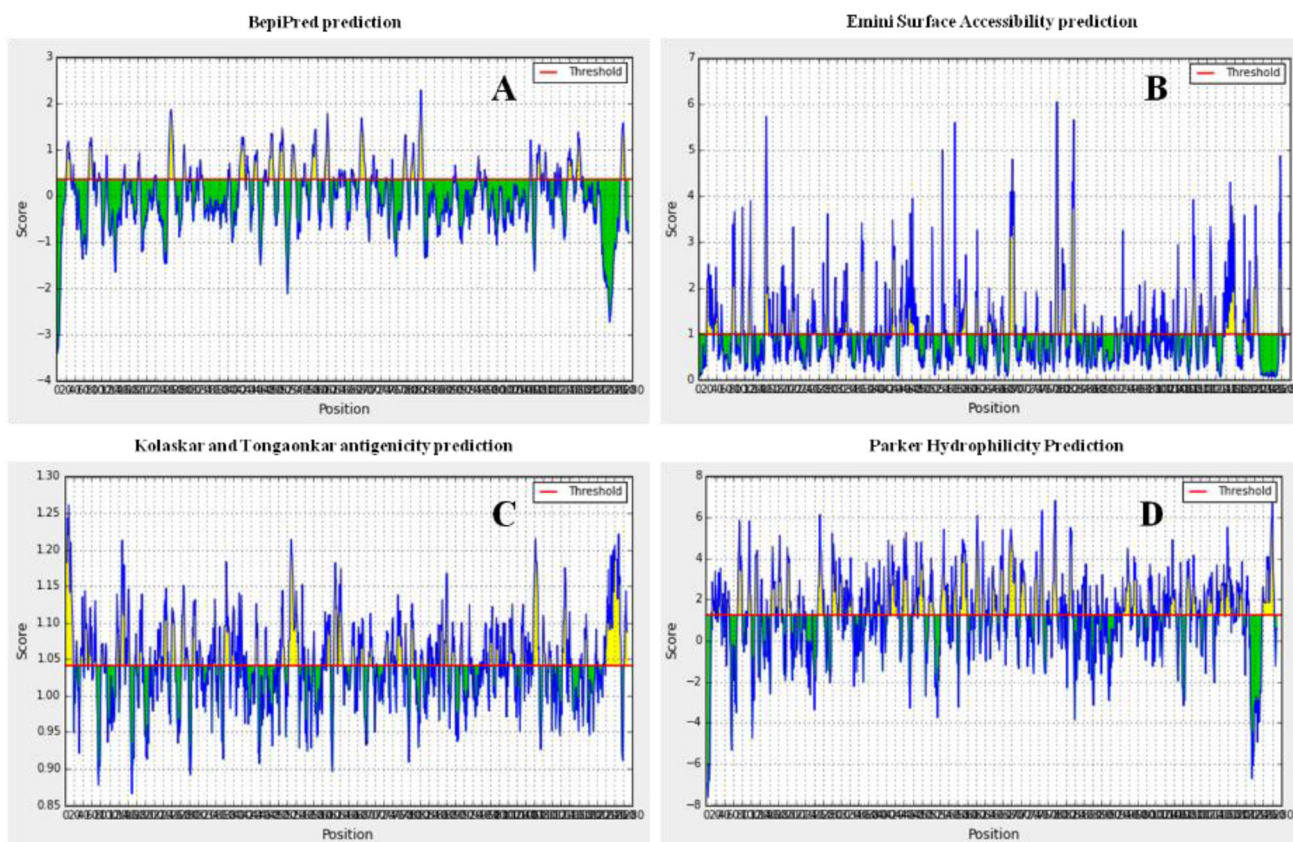 BepiPred prediction
Emini Surface Accessibility prediction
3
2
1
0
−1
−2
−3
−4
Score
Threshold
A
Position
7
6
5
4
3
2
1
0
Score
Threshold
B
Position
Kolaskar and Tongaonkar antigenicity prediction
Parker Hydrophilicity Prediction
1.30
1.25
1.20
1.15
1.10
1.05
1.00
0.95
0.90
0.85
Score
Threshold
C
Position
8
6
4
2
0
−2
−4
−6
−8
Score
Threshold
D
Position